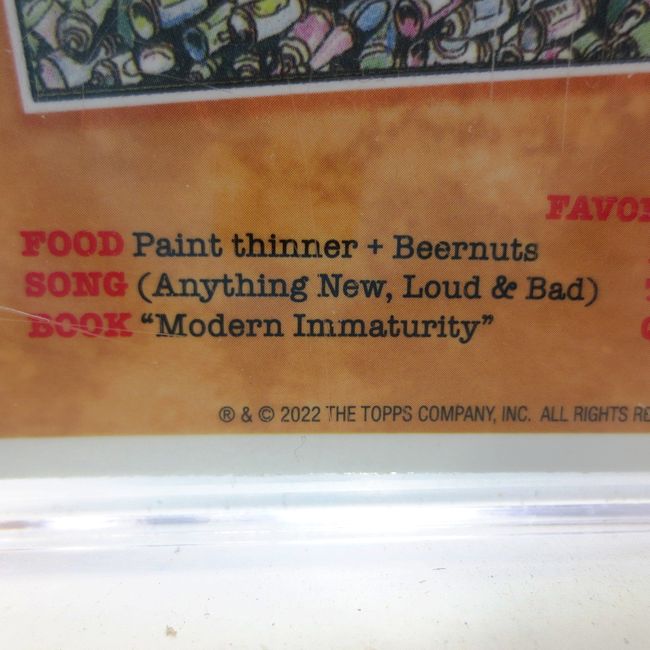 FAVO
FOOD Paint thinner + Beernuts
SONG (Anything New, Loud & Bad)
BOOK "Modern Immaturity"
® & © 2022 THE TOPPS COMPANY, INC. ALL RIGHTS RE